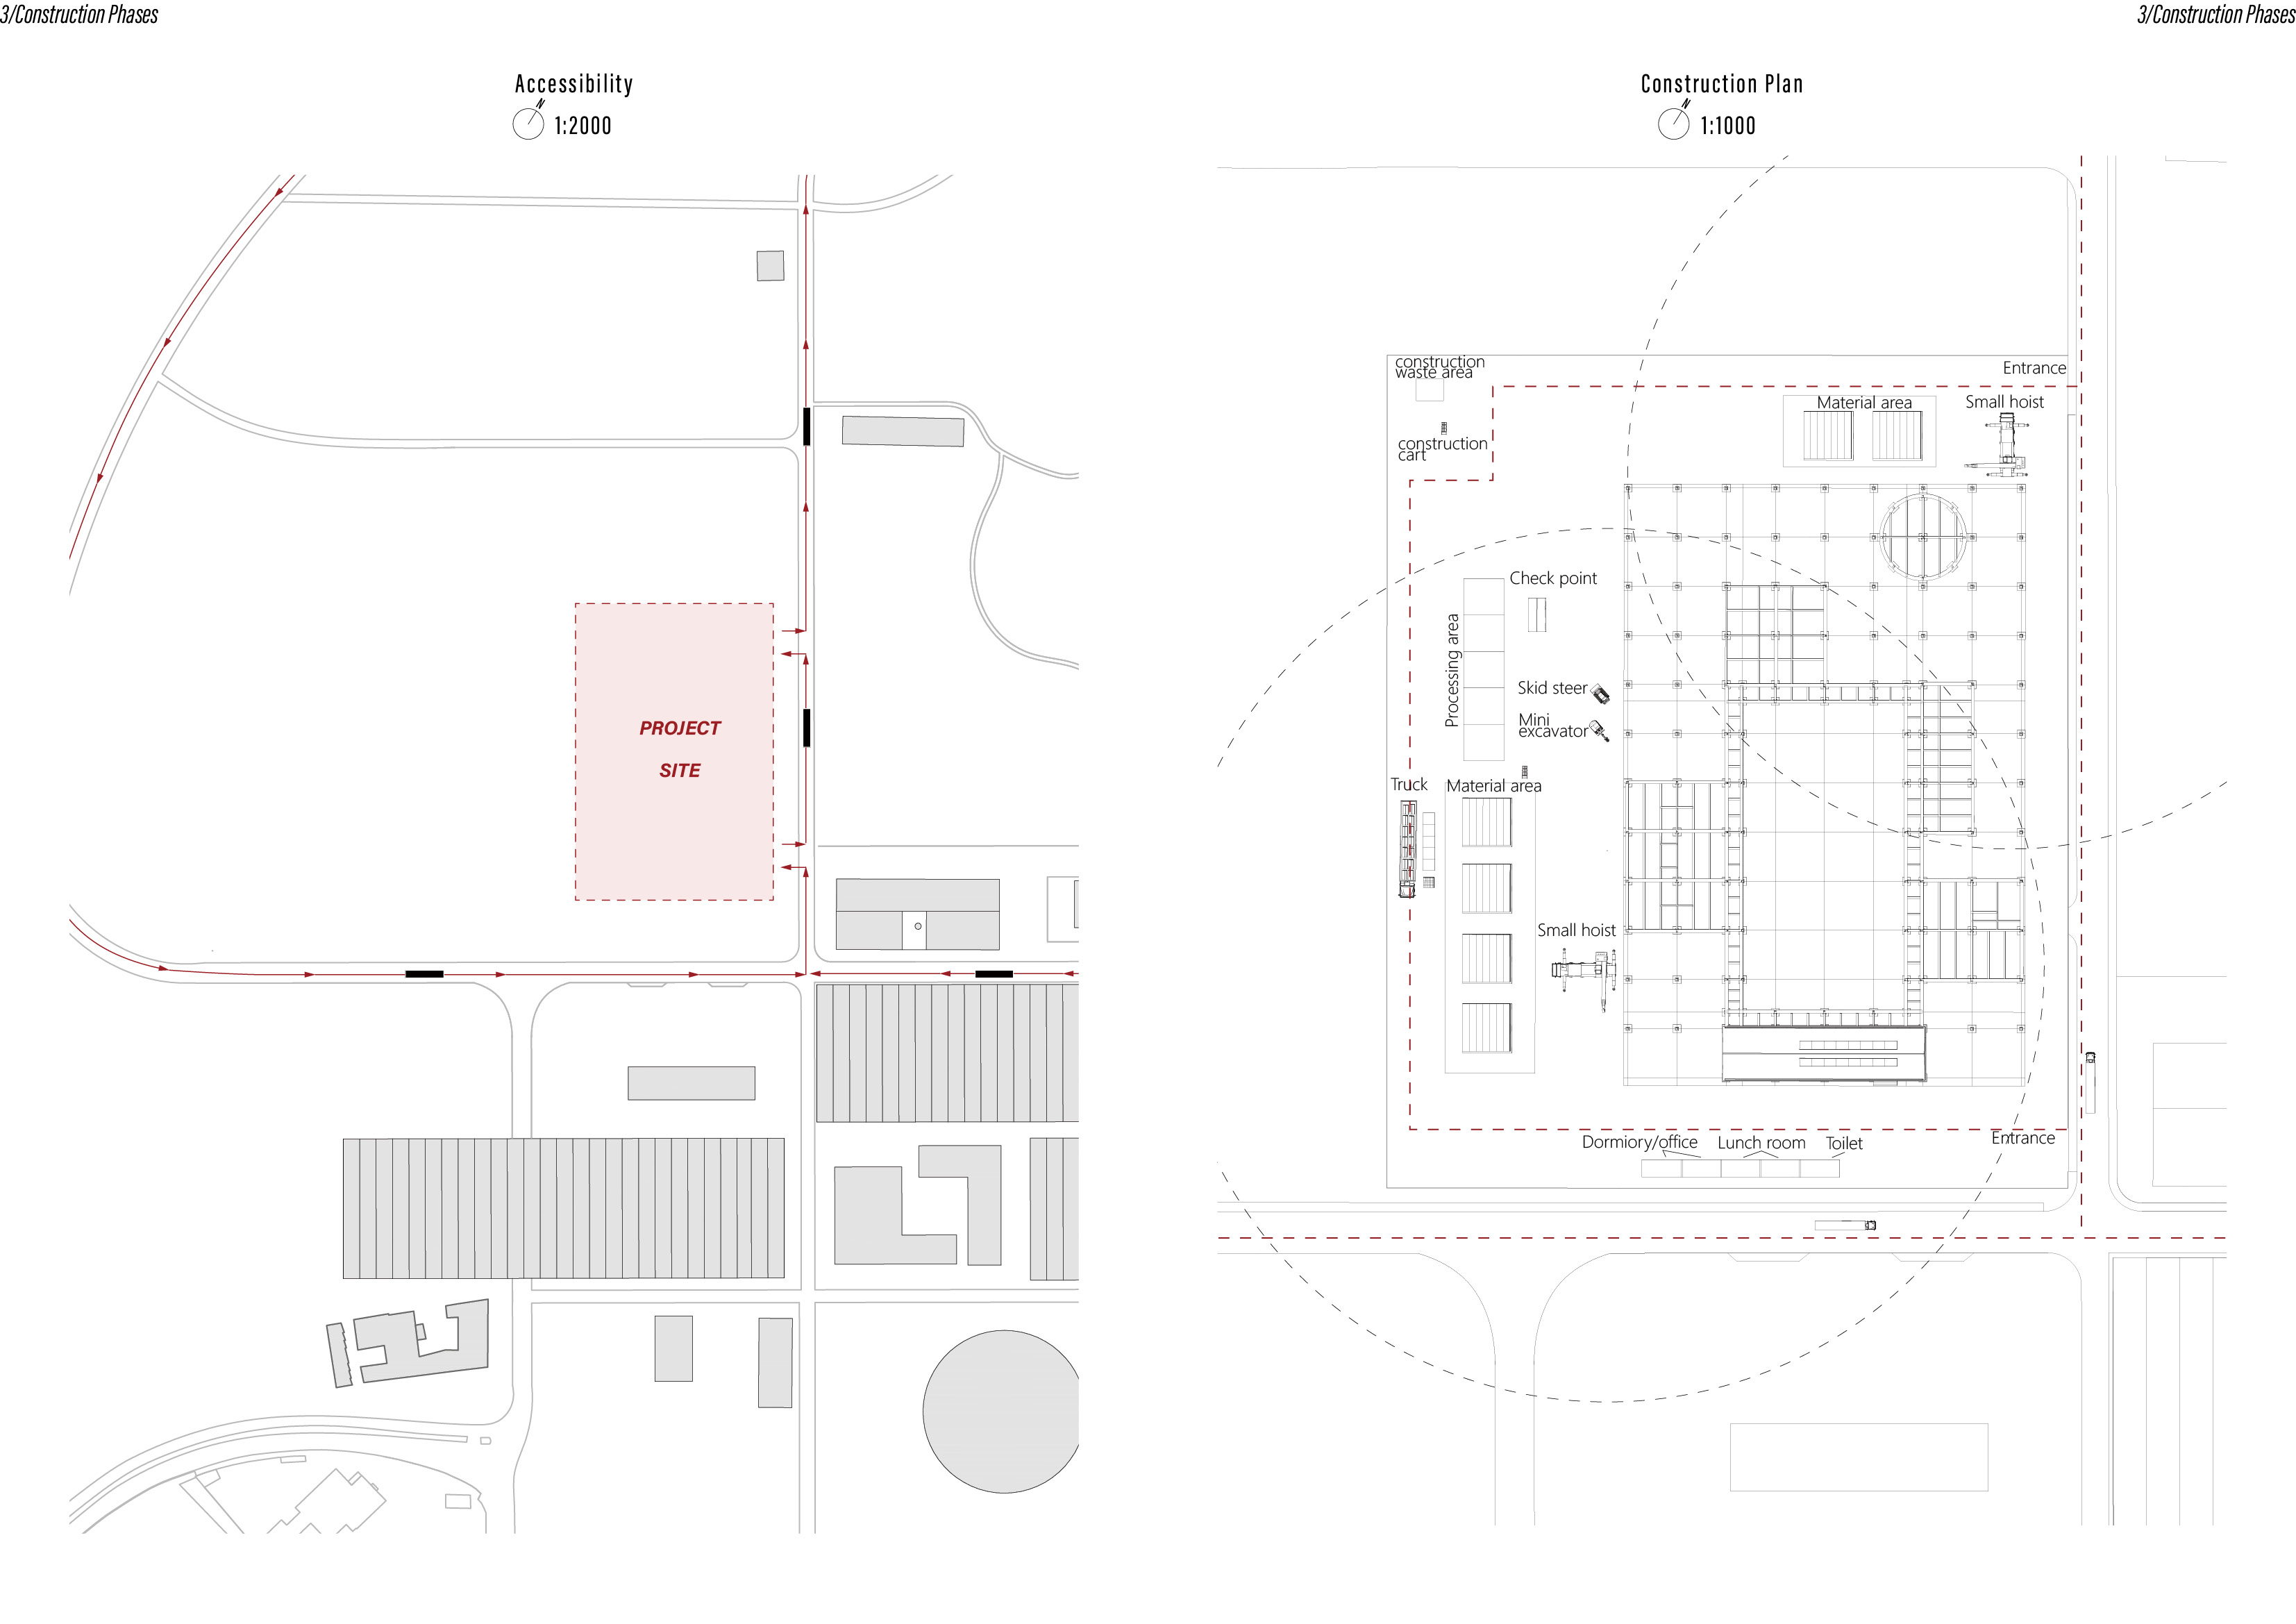 3/Construction Phases
3/Construction Phases
Accessibility
N
1:2000
PROJECT
SITE
Construction Plan
N
1:1000
construction
waste area
Entrance
Material area
Small hoist
construction
cart
Check point
Processing area
Skid steer
Mini
excavator
Truck
Material area
Small hoist
Entrance
Dormiory/office
Lunch room
Toilet